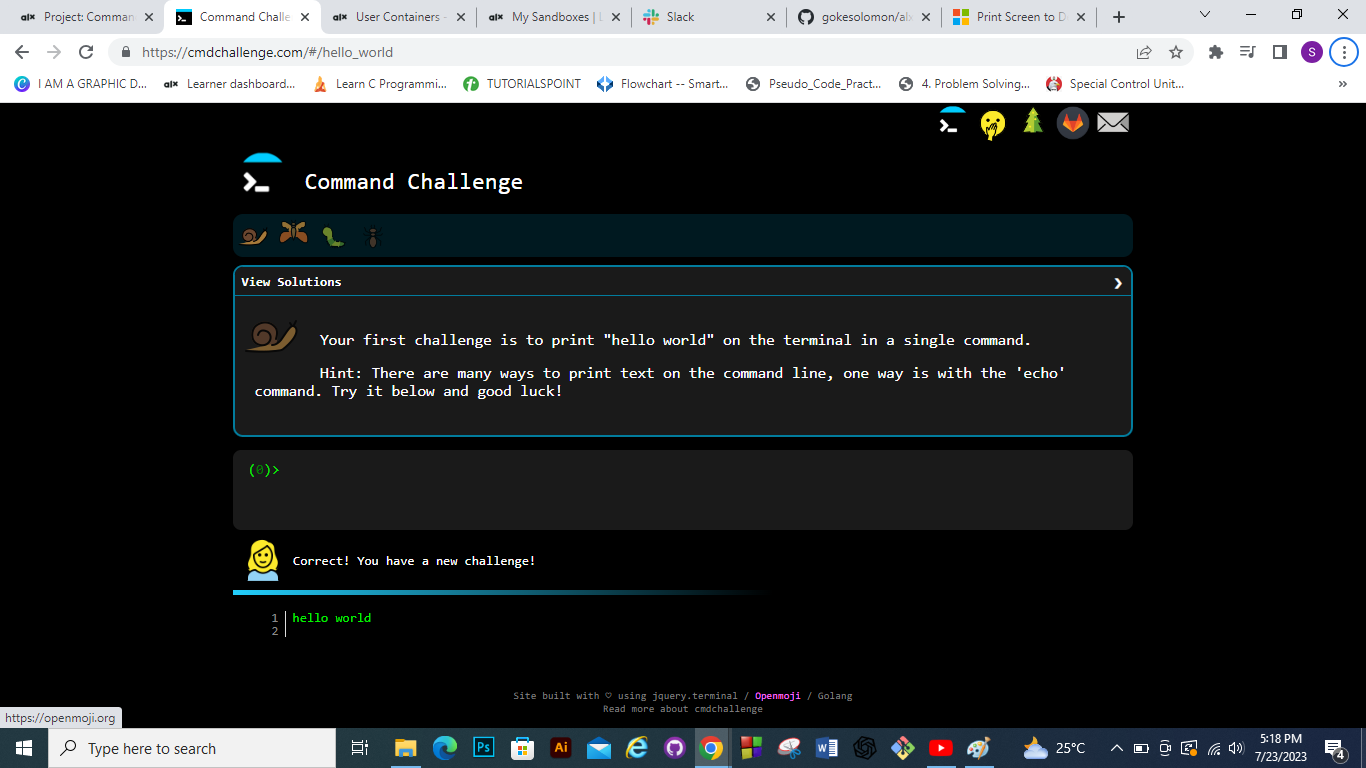 Project: Comman
Command Challe
User Containers -
My Sandboxes | L
Slack
gokesolomon/alx
Print Screen to D
https://cmdchallenge.com/#/hello_world
S
I AM A GRAPHIC D...
alx Learner dashboard...
Learn C Programmi...
TUTORIALSPOINT
Flowchart -- Smart...
Pseudo_Code_Pract...
4. Problem Solving...
Special Control Unit...
»
Command Challenge
View Solutions
Your first challenge is to print "hello world" on the terminal in a single command.
Hint: There are many ways to print text on the command line, one way is with the 'echo'
command. Try it below and good luck!
(0)>
Correct! You have a new challenge!
1 hello world
2
Site built with ♡ using jquery.terminal / Openmoji / Golang
Read more about cmdchallenge
https://openmoji.org
Type here to search
Ps
Ai
25°C
5:18 PM
7/23/2023
4